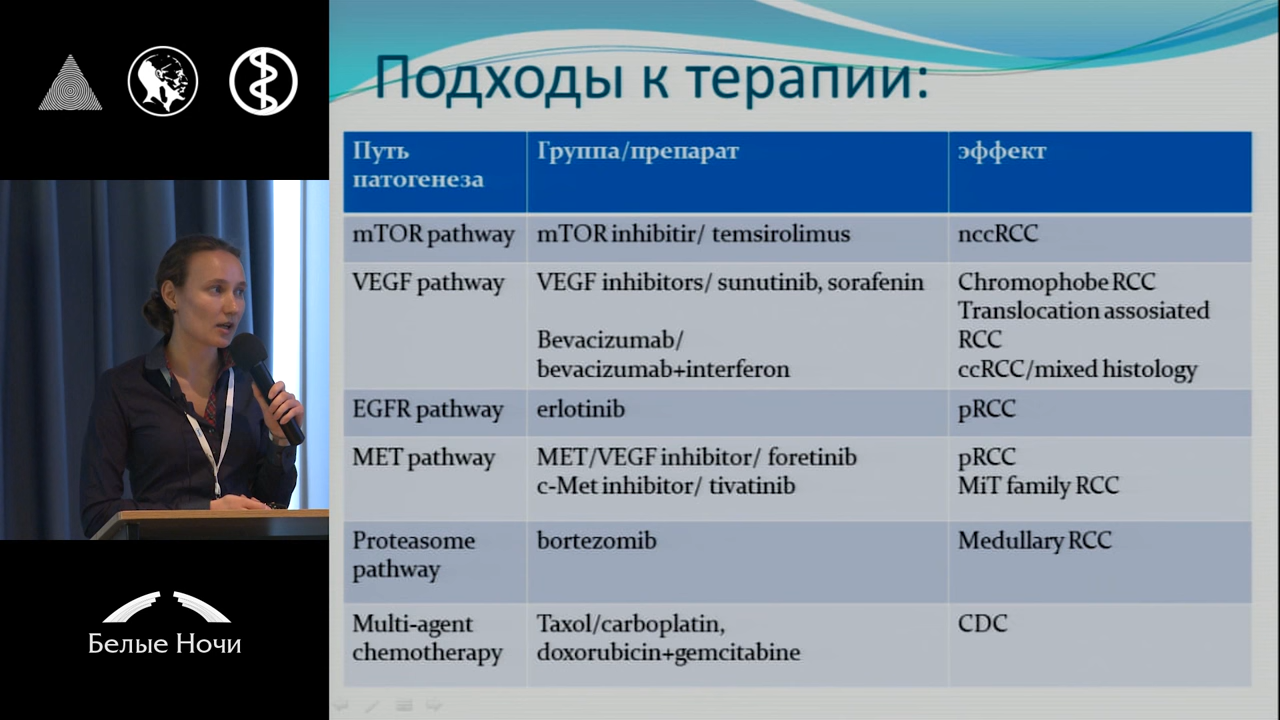 Подходы к терапии:
Путь
патогенеза
Группа/препарат
эффект
mTOR pathway
mTOR inhibitir/ temsirolimus
nccRCC
VEGF pathway
VEGF inhibitors/ sunutinib, sorafenin
Bevacizumab/
bevacizumab+interferon
Chromophobe RCC
Translocation assosiated
RCC
ccRCC/mixed histology
EGFR pathway
erlotinib
pRCC
MET pathway
MET/VEGF inhibitor/ foretinib
c-Met inhibitor/ tivatinib
pRCC
MiT family RCC
Proteasome
pathway
bortezomib
Medullary RCC
Multi-agent
chemotherapy
Taxol/carboplatin,
doxorubicin+gemcitabine
CDC
Белые Ночи